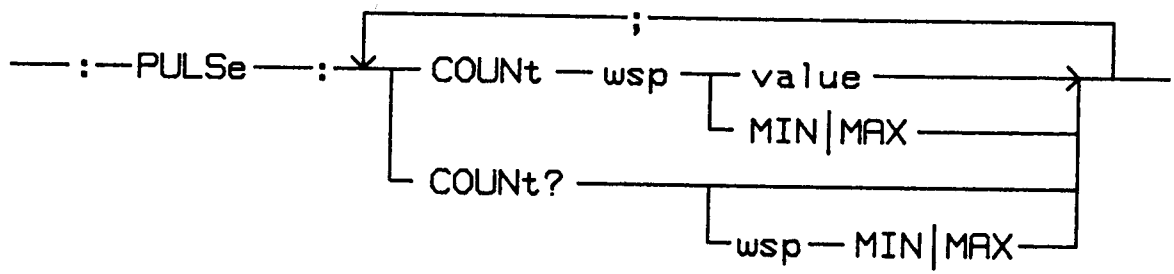 ;
:PULSe : COUNt wsp value
MIN|MAX
COUNt?
wsp MIN|MAX